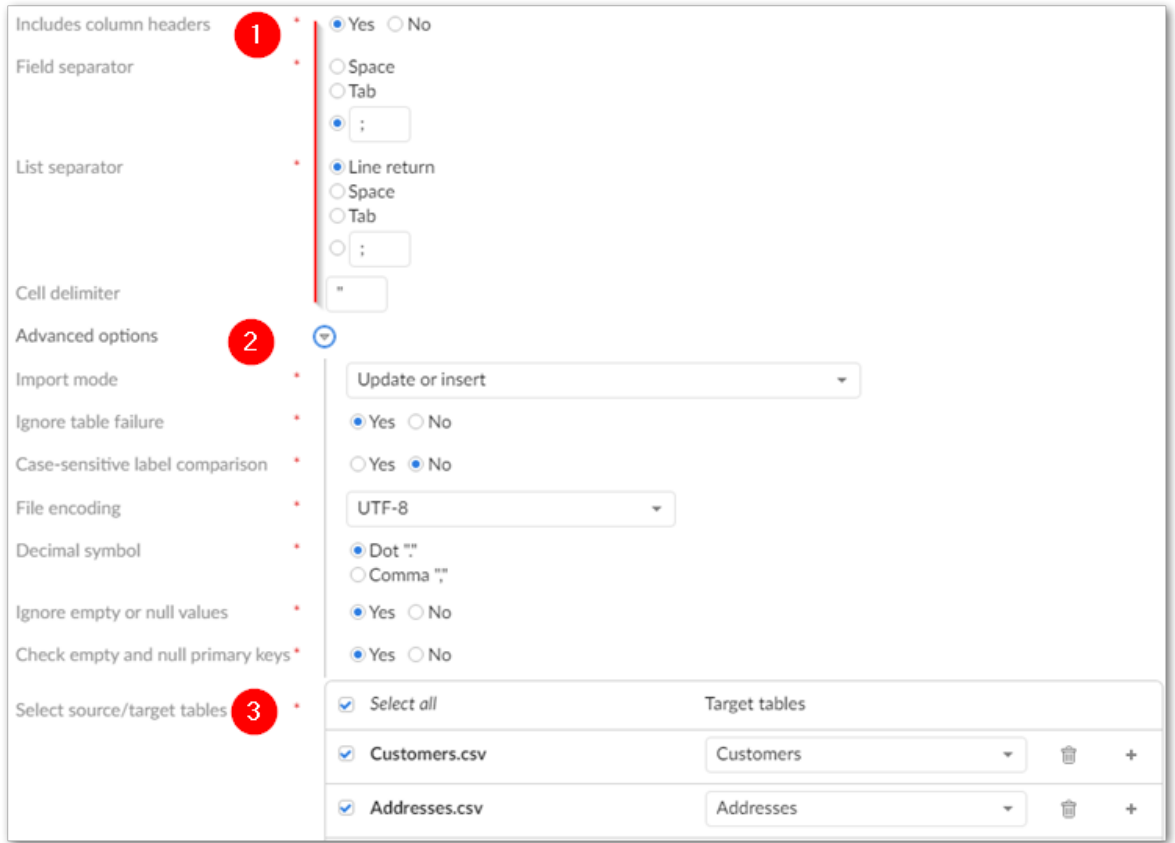 Includes column headers * Yes No
1
Field separator * Space
Tab
;
List separator * Line return
Space
Tab
;
Cell delimiter "
Advanced options
2
Import mode * Update or insert
Ignore table failure * Yes No
Case-sensitive label comparison * Yes No
File encoding * UTF-8
Decimal symbol * Dot "."
Comma ","
Ignore empty or null values * Yes No
Check empty and null primary keys * Yes No
Select source/target tables 3 * Select all Target tables
Customers.csv Customers +
Addresses.csv Addresses +